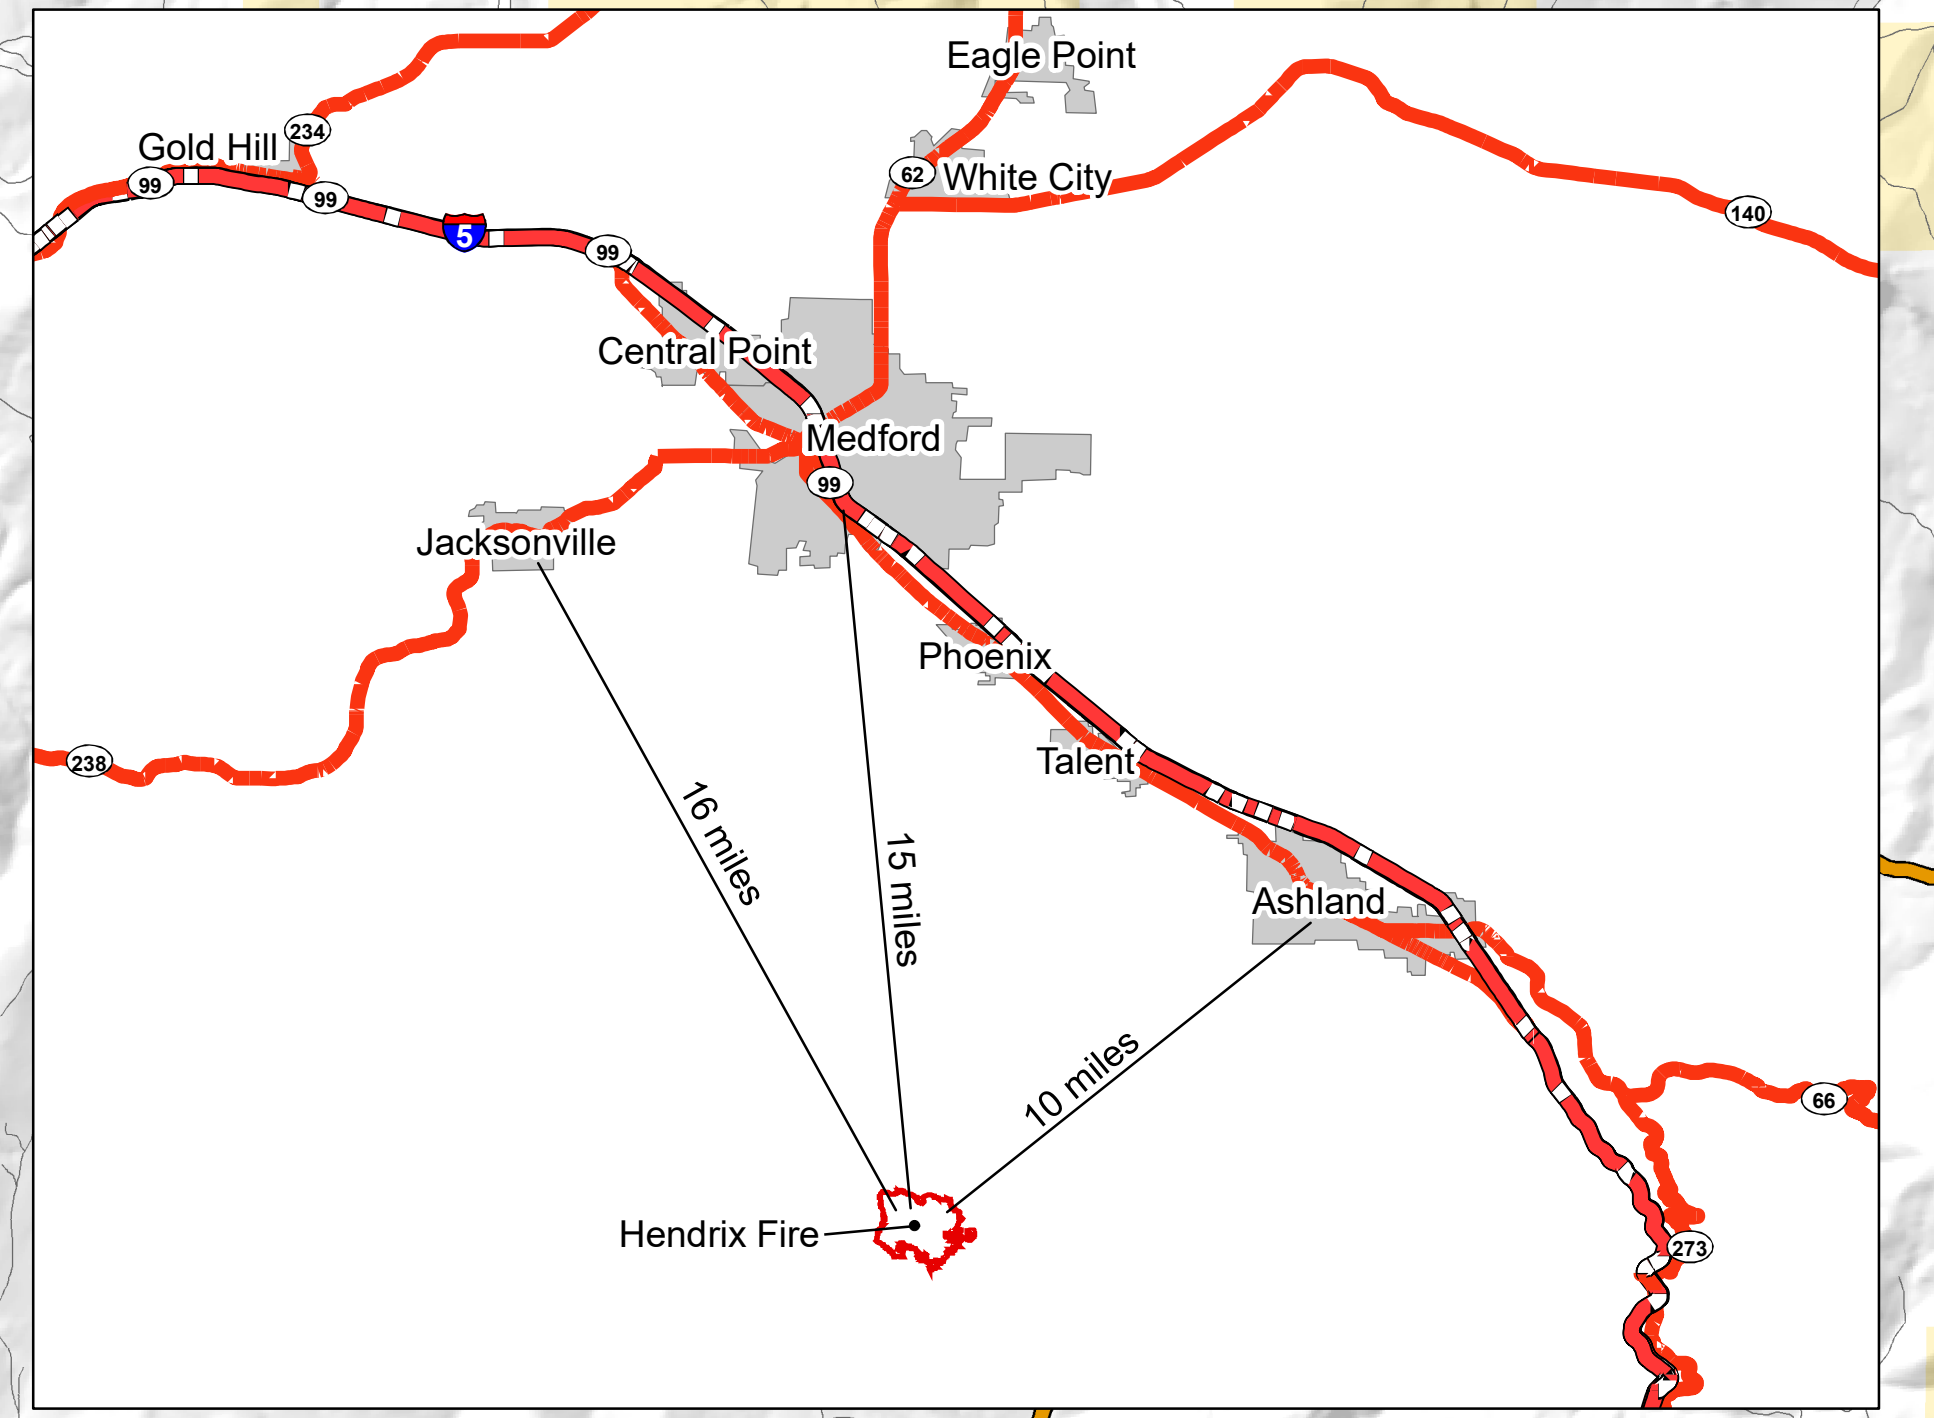 Eagle Point
234
Gold Hill
62
White City
99
99
140
5
99
Central Point
Medford
99
Jacksonville
Phoenix
238
Talent
16 miles
15 miles
Ashland
10 miles
66
Hendrix Fire
273